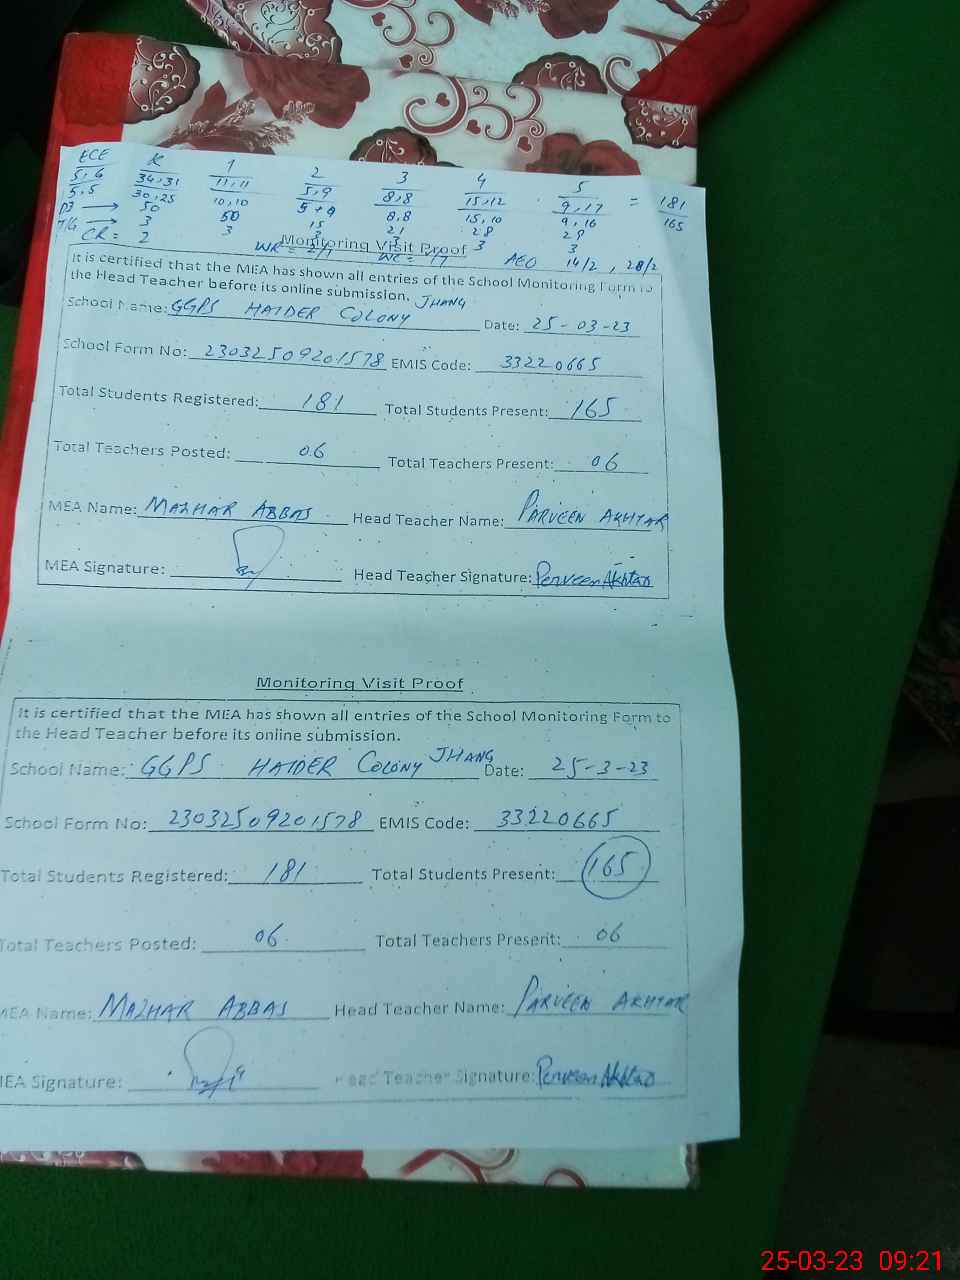 ECE K 1 2 3 4 5
5,6 34,31 11,11 5,9 8,8 15,12 9,17 = 181
5,5 30,25 10,10 5+9 8,8 15,10 9,16 165
→ 50 50 15 21 28 28
→ 3 3 3 3 3 3
CR = 2 WR = 2/1 WC = 1/7 AEO 14/2, 28/2
Monitoring Visit Proof
It is certified that the MEA has shown all entries of the School Monitoring Form to
the Head Teacher before its online submission.
School Name: GGPS HAIDER COLONY JHANG Date: 25-03-23
School Form No: 23032509201578 EMIS Code: 33220665
Total Students Registered: 181 Total Students Present: 165
Total Teachers Posted: 06 Total Teachers Present: 06
MEA Name: MAZHAR ABBAS Head Teacher Name: PARVEEN AKHTAR
MEA Signature: Head Teacher Signature: Perveen Akhtar
Monitoring Visit Proof
It is certified that the MEA has shown all entries of the School Monitoring Form to
the Head Teacher before its online submission.
School Name: GGPS HAIDER COLONY JHANG Date: 25-3-23
School Form No: 23032509201578 EMIS Code: 33220665
Total Students Registered: 181 Total Students Present: 165
Total Teachers Posted: 06 Total Teachers Present: 06
MEA Name: MAZHAR ABBAS Head Teacher Name: PARVEEN AKHTAR
MEA Signature: Head Teacher Signature: Perveen Akhtar
25-03-23 09:21